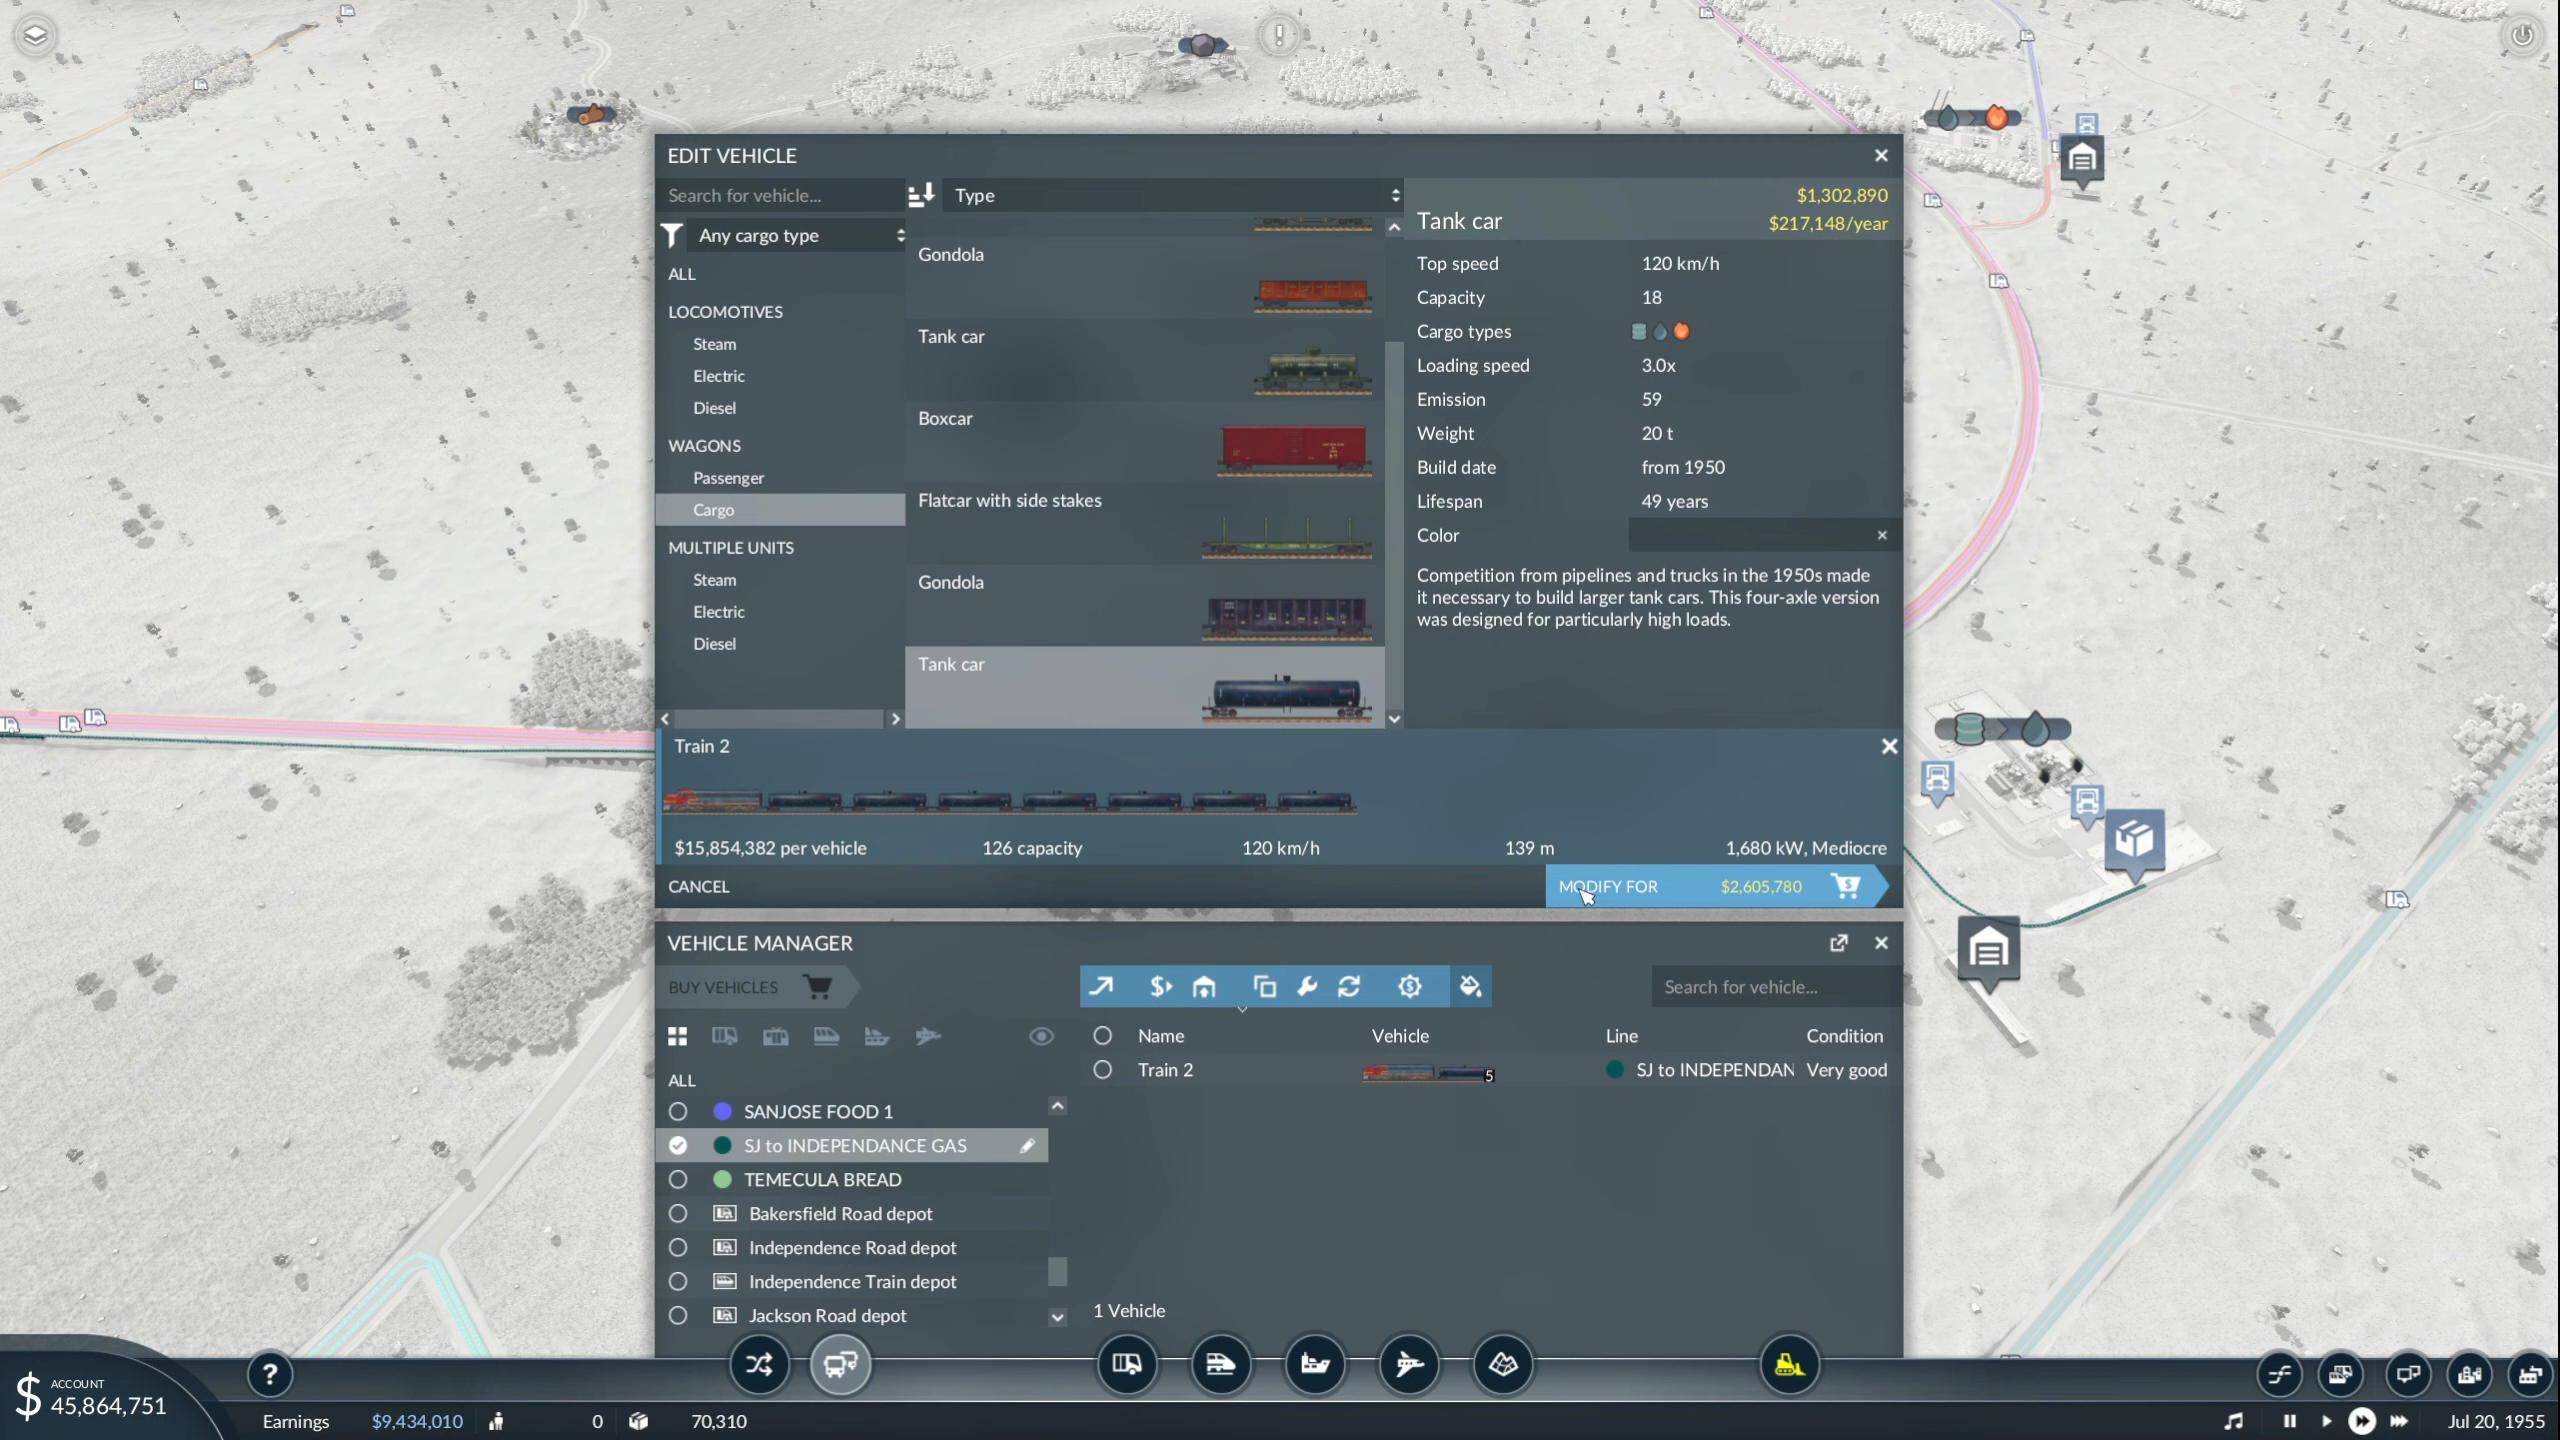 EDIT VEHICLE
Search for vehicle...
Type
Any cargo type
ALL
LOCOMOTIVES
Steam
Electric
Diesel
WAGONS
Passenger
Cargo
MULTIPLE UNITS
Steam
Electric
Diesel
Gondola
Tank car
Boxcar
Flatcar with side stakes
Gondola
Tank car
Tank car
$1,302,890
$217,148/year
Top speed 120 km/h
Capacity 18
Cargo types
Loading speed 3.0x
Emission 59
Weight 20 t
Build date from 1950
Lifespan 49 years
Color
Competition from pipelines and trucks in the 1950s made
it necessary to build larger tank cars. This four-axle version
was designed for particularly high loads.
Train 2
$15,854,382 per vehicle 126 capacity 120 km/h 139 m 1,680 kW, Mediocre
CANCEL
MODIFY FOR $2,605,780
VEHICLE MANAGER
BUY VEHICLES
Search for vehicle...
ALL
SANJOSE FOOD 1
SJ to INDEPENDANCE GAS
TEMECULA BREAD
Bakersfield Road depot
Independence Road depot
Independence Train depot
Jackson Road depot
Name Vehicle Line Condition
Train 2 5 SJ to INDEPENDAN Very good
1 Vehicle
?
$ ACCOUNT
45,864,751
Earnings $9,434,010 0 70,310
Jul 20, 1955